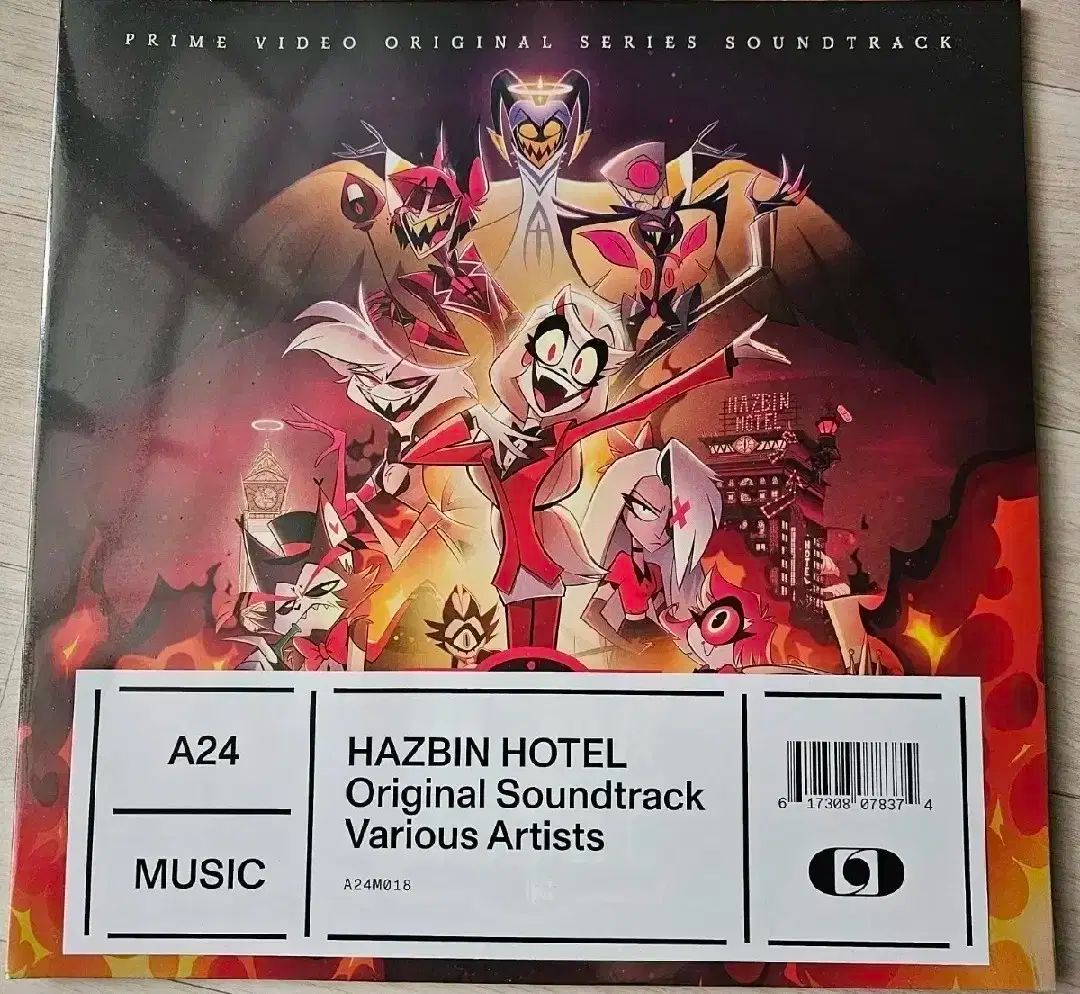 PRIME VIDEO ORIGINAL SERIES SOUNDTRACK
HAZBIN
HOTEL
HOTEL
A24
MUSIC
HAZBIN HOTEL
Original Soundtrack
Various Artists
A24M018
6 17308 07837 4